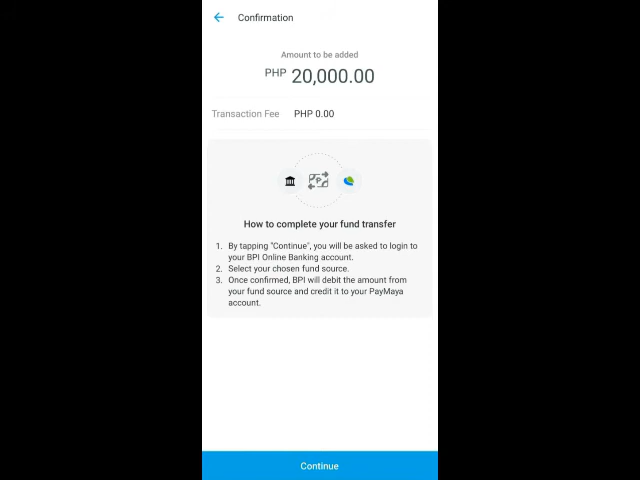 Confirmation
Amount to be added
PHP 20,000.00
Transaction Fee PHP 0.00
How to complete your fund transfer
1. By tapping "Continue", you will be asked to login to
your BPI Online Banking account.
2. Select your chosen fund source.
3. Once confirmed, BPI will debit the amount from
your fund source and credit it to your PayMaya
account.
Continue